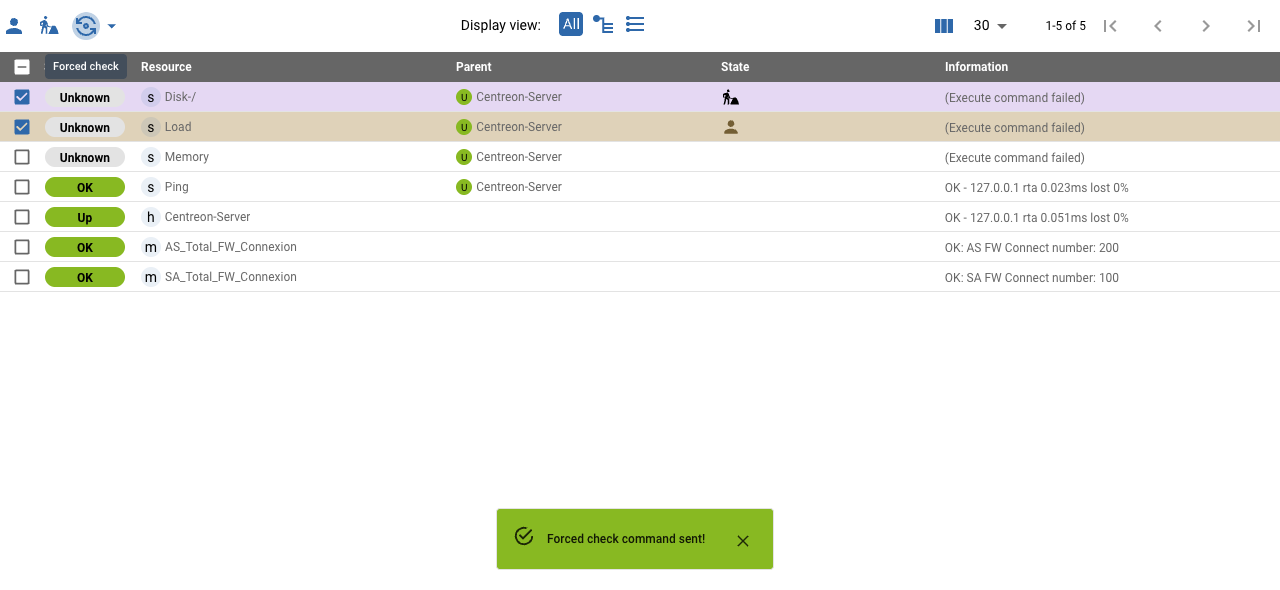 Display view: All 30 1-5 of 5
Forced check Resource Parent State Information
Unknown s Disk-/ U Centreon-Server (Execute command failed)
Unknown s Load U Centreon-Server (Execute command failed)
Unknown s Memory U Centreon-Server (Execute command failed)
OK s Ping U Centreon-Server OK - 127.0.0.1 rta 0.023ms lost 0%
Up h Centreon-Server OK - 127.0.0.1 rta 0.051ms lost 0%
OK m AS_Total_FW_Connexion OK: AS FW Connect number: 200
OK m SA_Total_FW_Connexion OK: SA FW Connect number: 100
Forced check command sent!